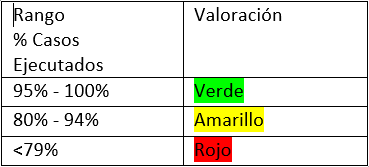 Rango Valoración
% Casos
Ejecutados
95% - 100% Verde
80% - 94% Amarillo
<79% Rojo